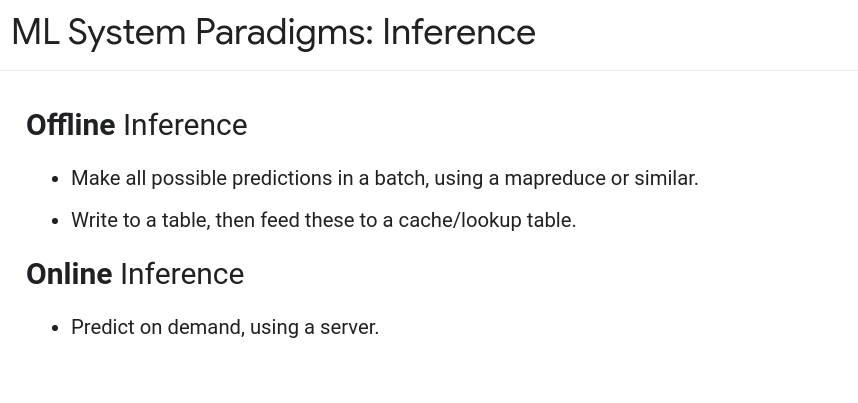 ML System Paradigms: Inference
Offline Inference
• Make all possible predictions in a batch, using a mapreduce or similar.
• Write to a table, then feed these to a cache/lookup table.
Online Inference
• Predict on demand, using a server.